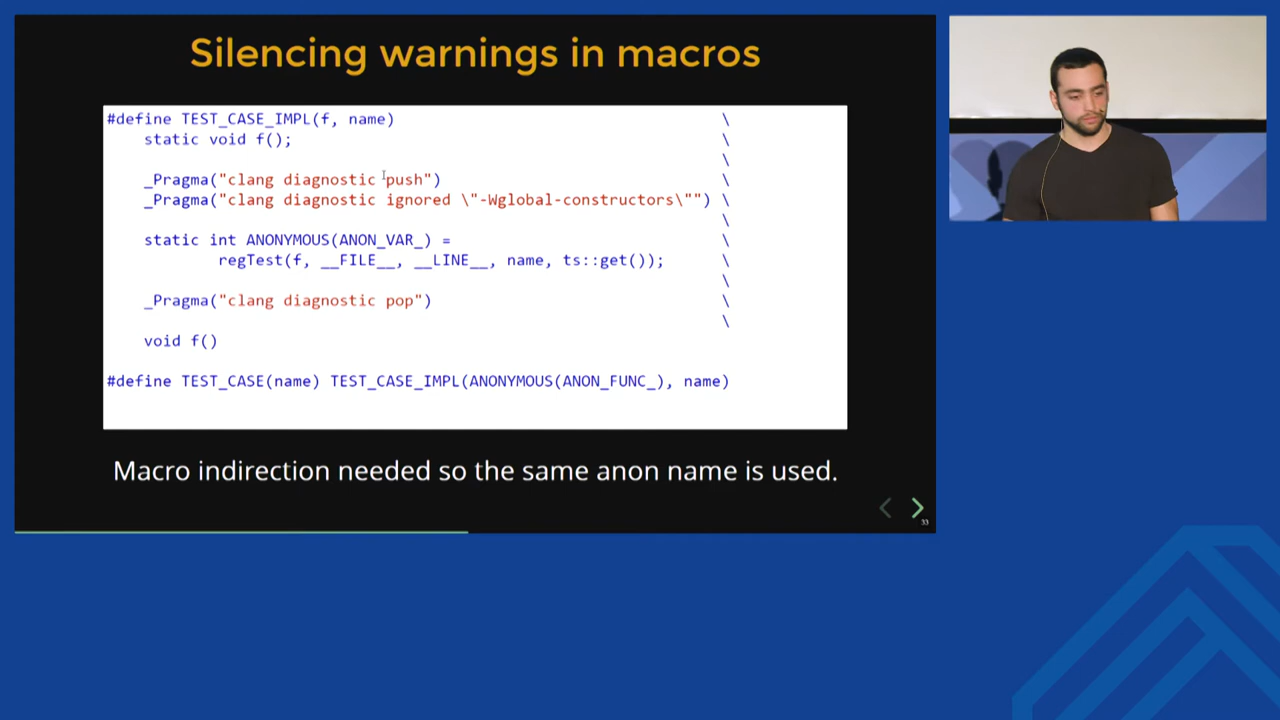 Silencing warnings in macros
#define TEST_CASE_IMPL(f, name) \
static void f(); \
\
_Pragma("clang diagnostic push") \
_Pragma("clang diagnostic ignored \"-Wglobal-constructors\"") \
\
static int ANONYMOUS(ANON_VAR_) = \
regTest(f, __FILE__, __LINE__, name, ts::get()); \
\
_Pragma("clang diagnostic pop") \
\
void f()
#define TEST_CASE(name) TEST_CASE_IMPL(ANONYMOUS(ANON_FUNC_), name)
Macro indirection needed so the same anon name is used.
33